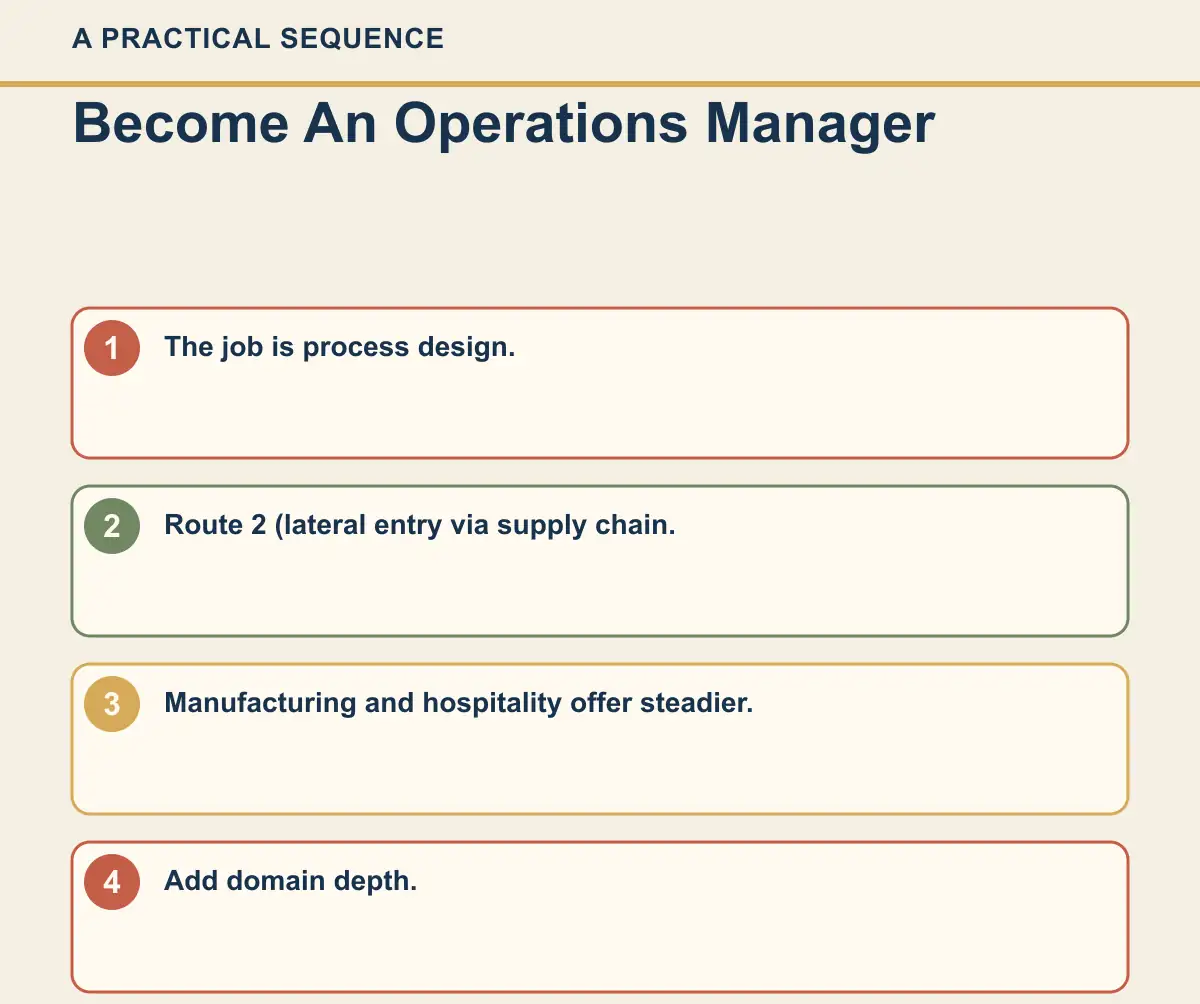 A PRACTICAL SEQUENCE
Become An Operations Manager
1
The job is process design.
2
Route 2 (lateral entry via supply chain.
3
Manufacturing and hospitality offer steadier.
4
Add domain depth.